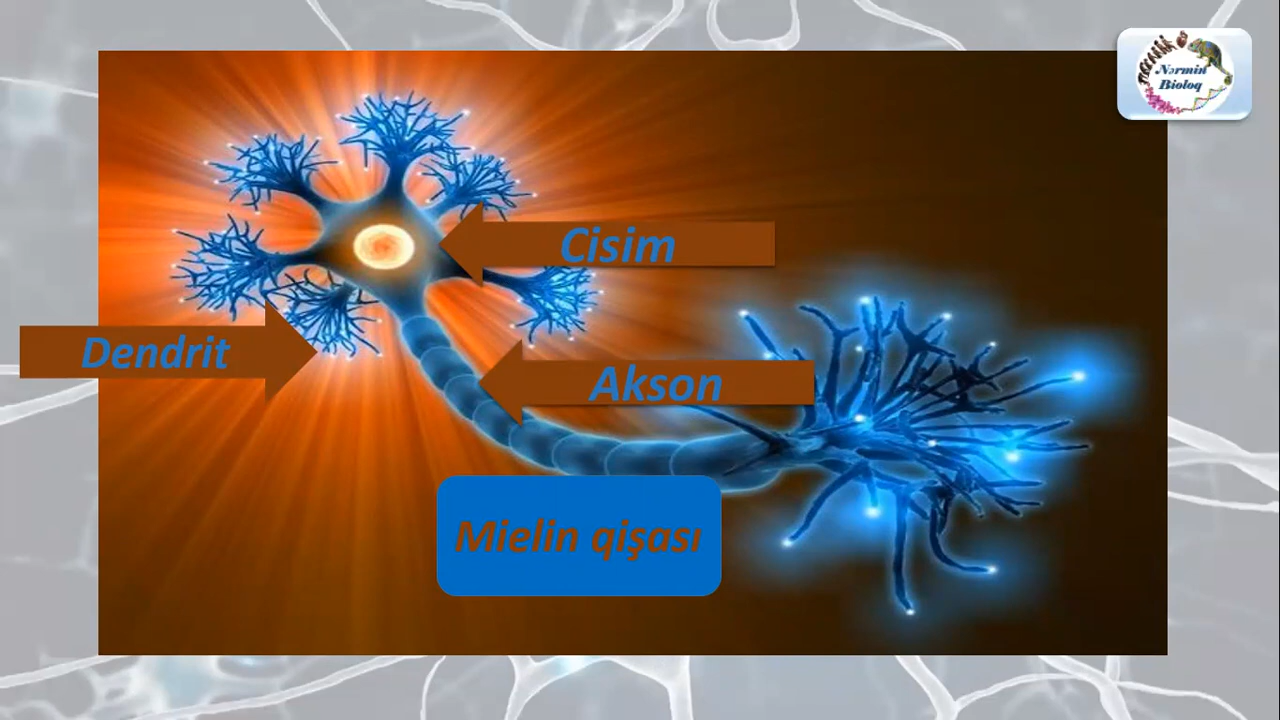 Nərmin
Bioloq
Cisim
Dendrit
Akson
Mielin qişası